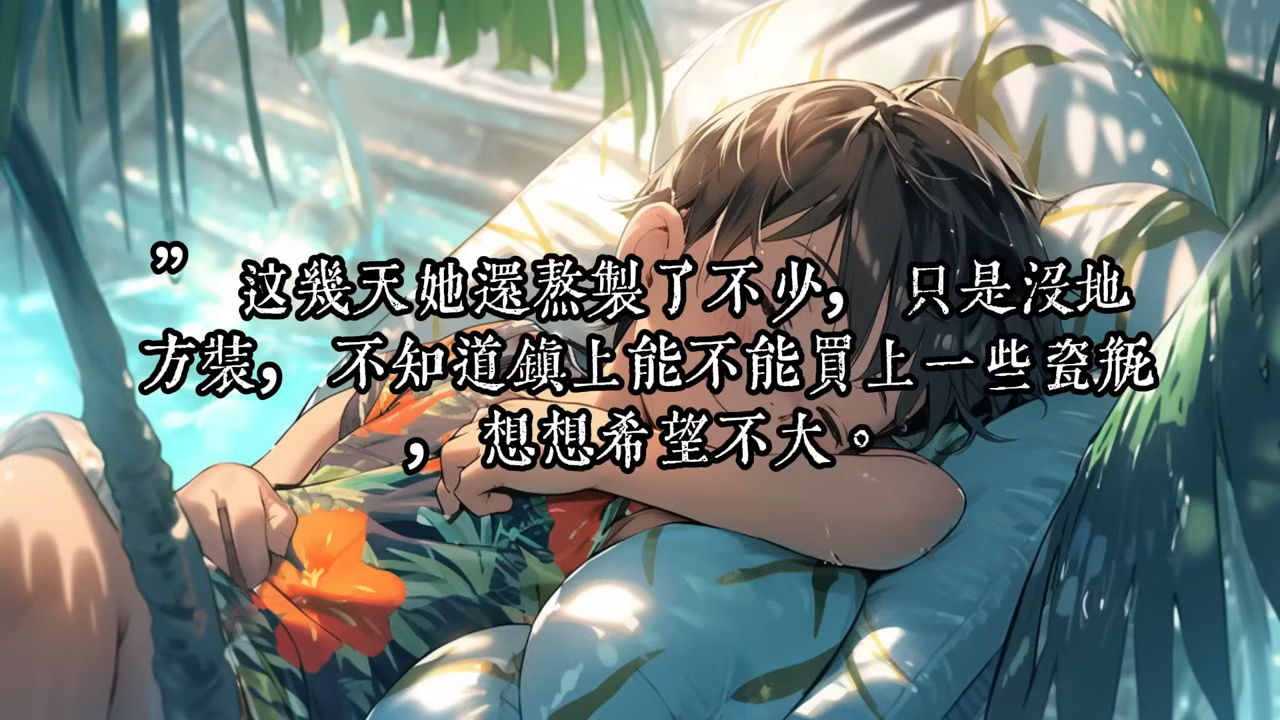 ” 这幾天她還熬製了不少， 只是沒地
方裝， 不知道鎮上能不能買上一些瓷瓶
， 想想希望不大。